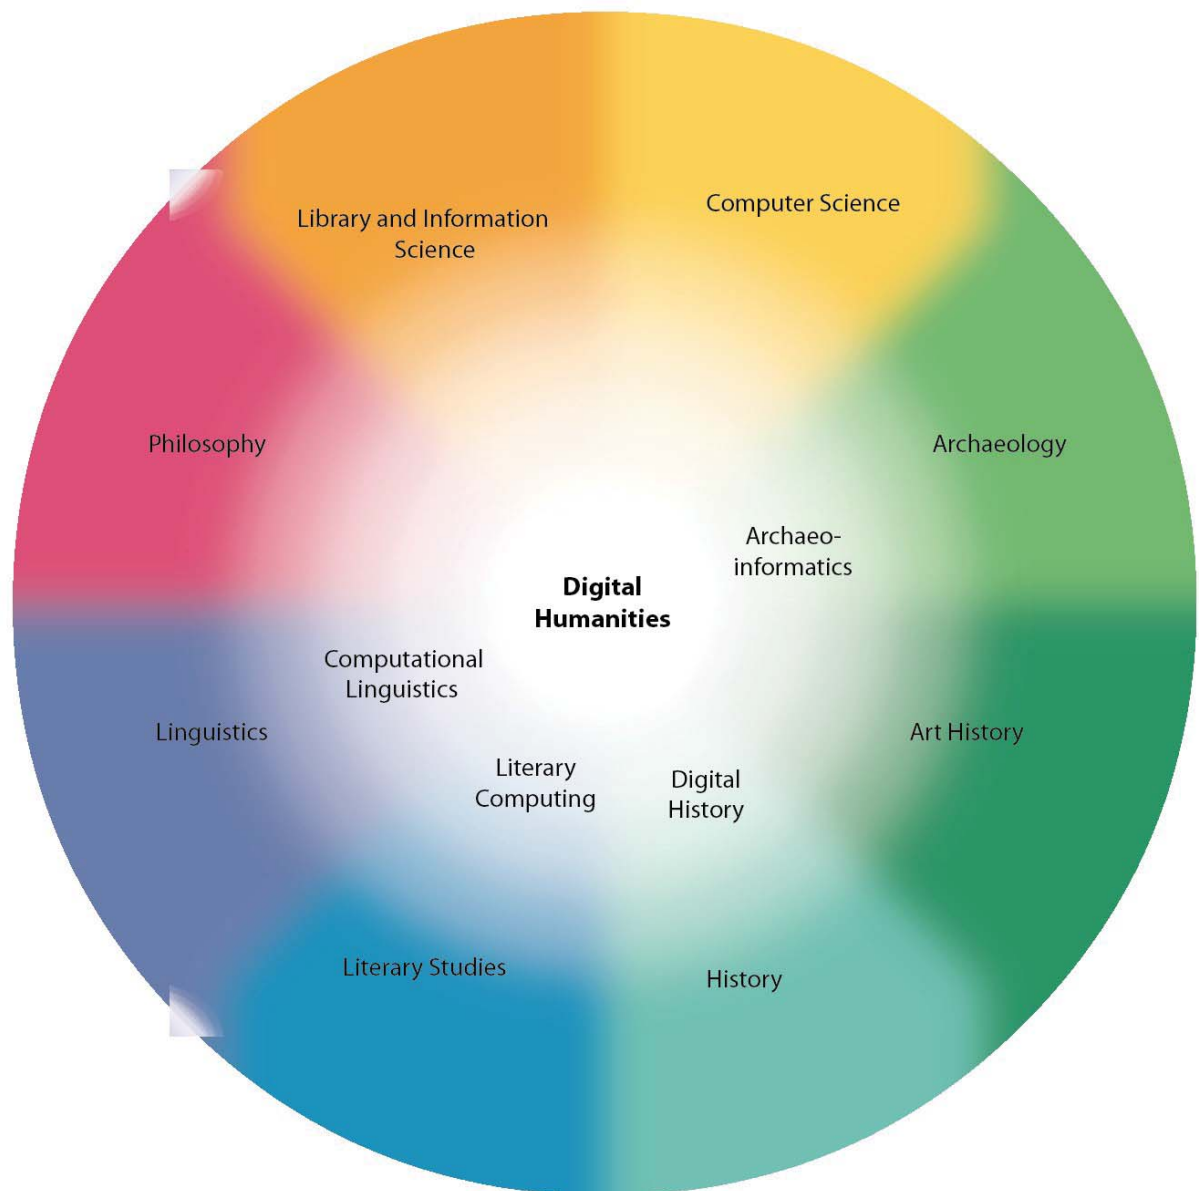 Computer Science
Library and Information
Science
Philosophy
Archaeology
Archaeo-
informatics
Digital
Humanities
Computational
Linguistics
Linguistics
Art History
Literary
Computing
Digital
History
Literary Studies
History